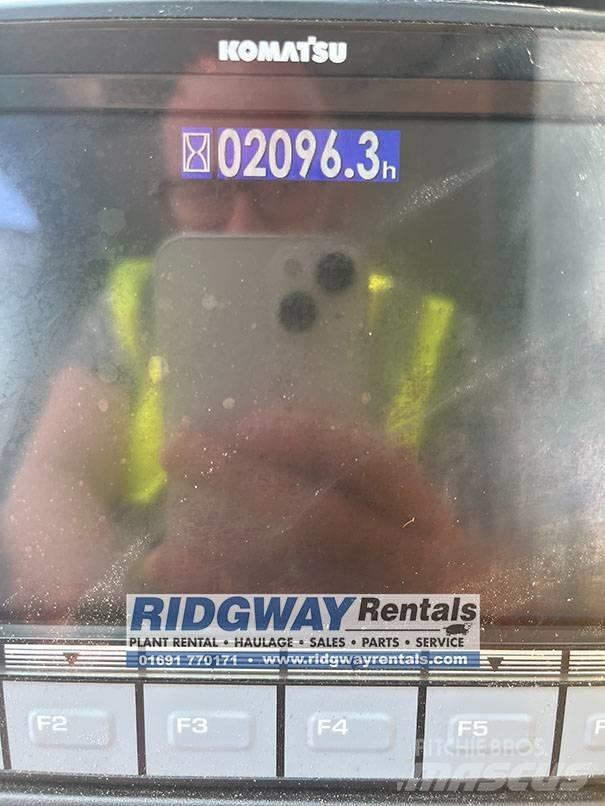 KOMATSU
02096.3h
RIDGWAY Rentals
PLANT RENTAL • HAULAGE • SALES • PARTS • SERVICE
01691 770171 • www.ridgwayrentals.com
F2 F3 F4 F5 F
RITCHIE BROS.
MASCUS